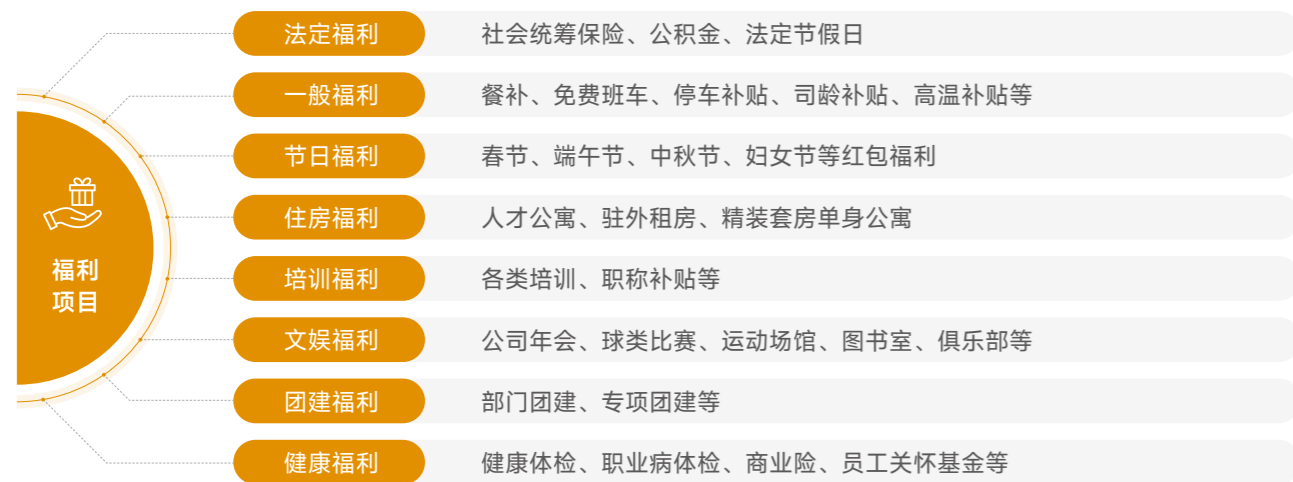 法定福利
社会统筹保险、公积金、法定节假日
一般福利
餐补、免费班车、停车补贴、司龄补贴、高温补贴等
节日福利
春节、端午节、中秋节、妇女节等红包福利
住房福利
人才公寓、驻外租房、精装套房单身公寓
福利
项目
培训福利
各类培训、职称补贴等
文娱福利
公司年会、球类比赛、运动场馆、图书室、俱乐部等
团建福利
部门团建、专项团建等
健康福利
健康体检、职业病体检、商业险、员工关怀基金等